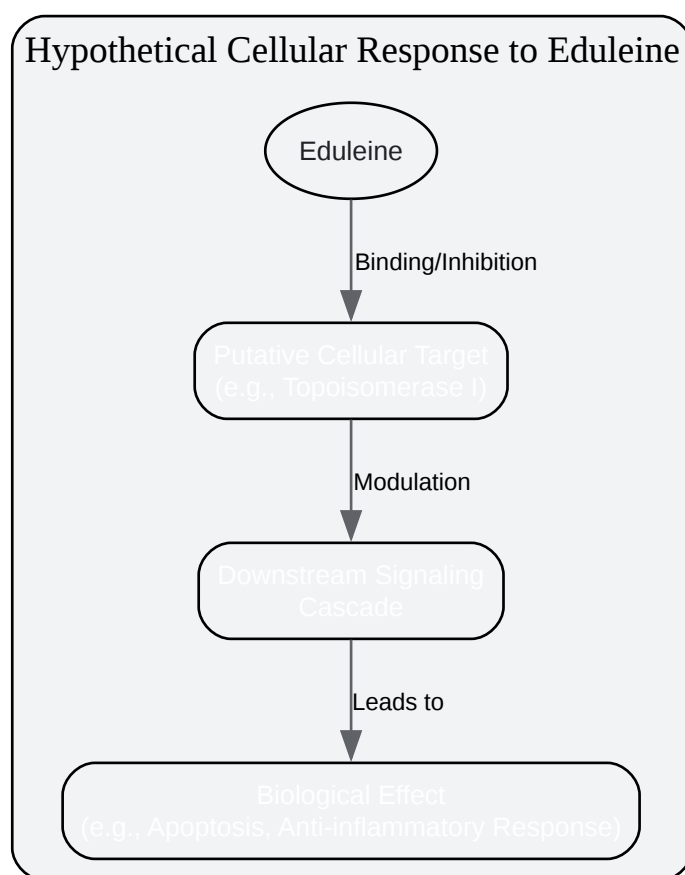 Hypothetical Cellular Response to Eduleine
Eduleine
Binding/Inhibition
Putative Cellular Target
(e.g., Topoisomerase I)
Modulation
Downstream Signaling
Cascade
Leads to
Biological Effect
(e.g., Apoptosis, Anti-inflammatory Response)